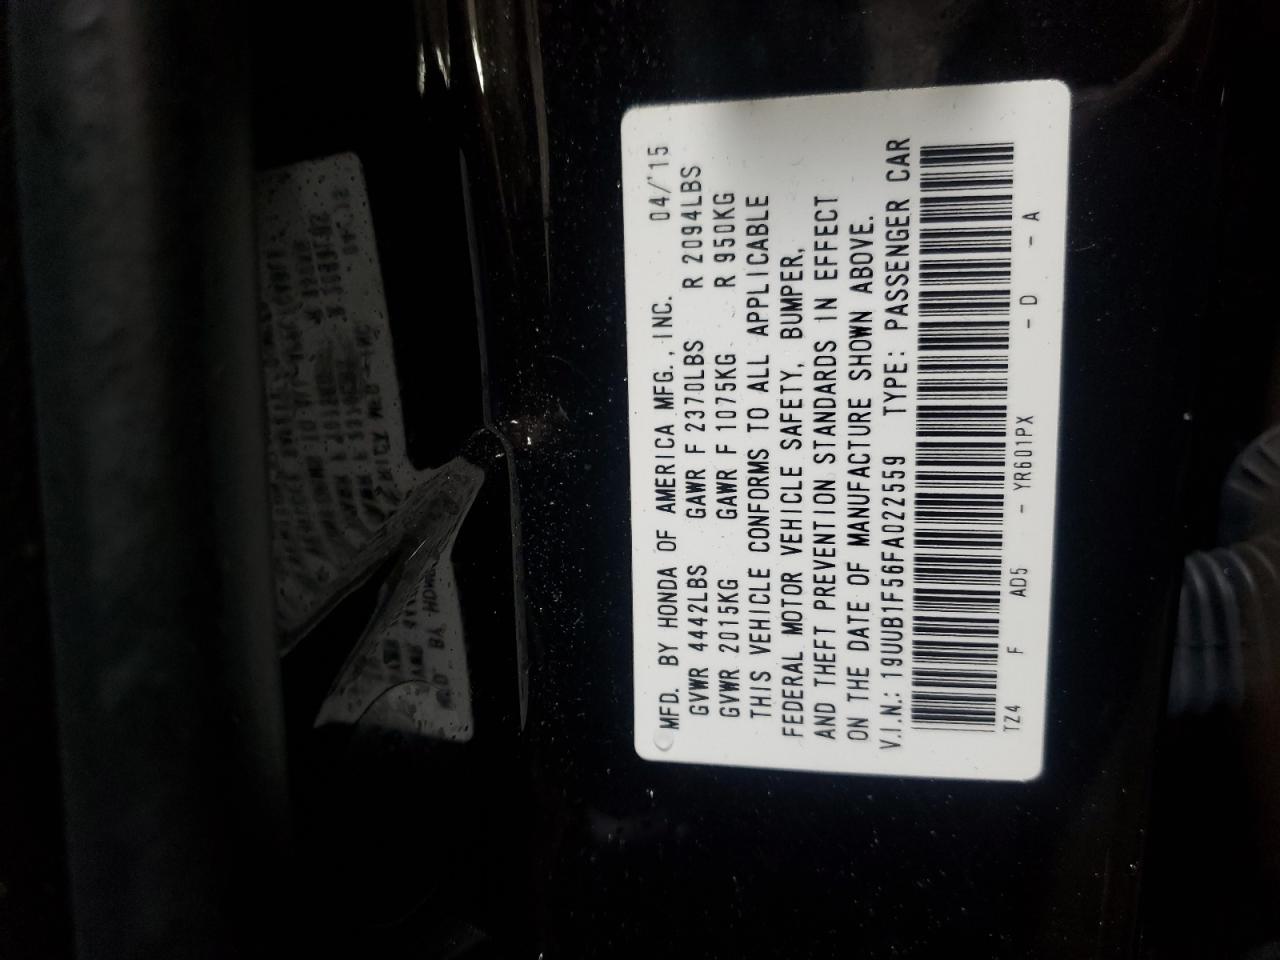 MFD. BY HONDA OF AMERICA MFG., INC. 04/'15
GVWR 4442LBS GAWR F 2370LBS R 2094LBS
GVWR 2015KG GAWR F 1075KG R 950KG
THIS VEHICLE CONFORMS TO ALL APPLICABLE
FEDERAL MOTOR VEHICLE SAFETY, BUMPER,
AND THEFT PREVENTION STANDARDS IN EFFECT
ON THE DATE OF MANUFACTURE SHOWN ABOVE.
V.I.N.: 19UUB1F56FA022559 TYPE: PASSENGER CAR
TZ4 F AD5 - YR601PX - D - A